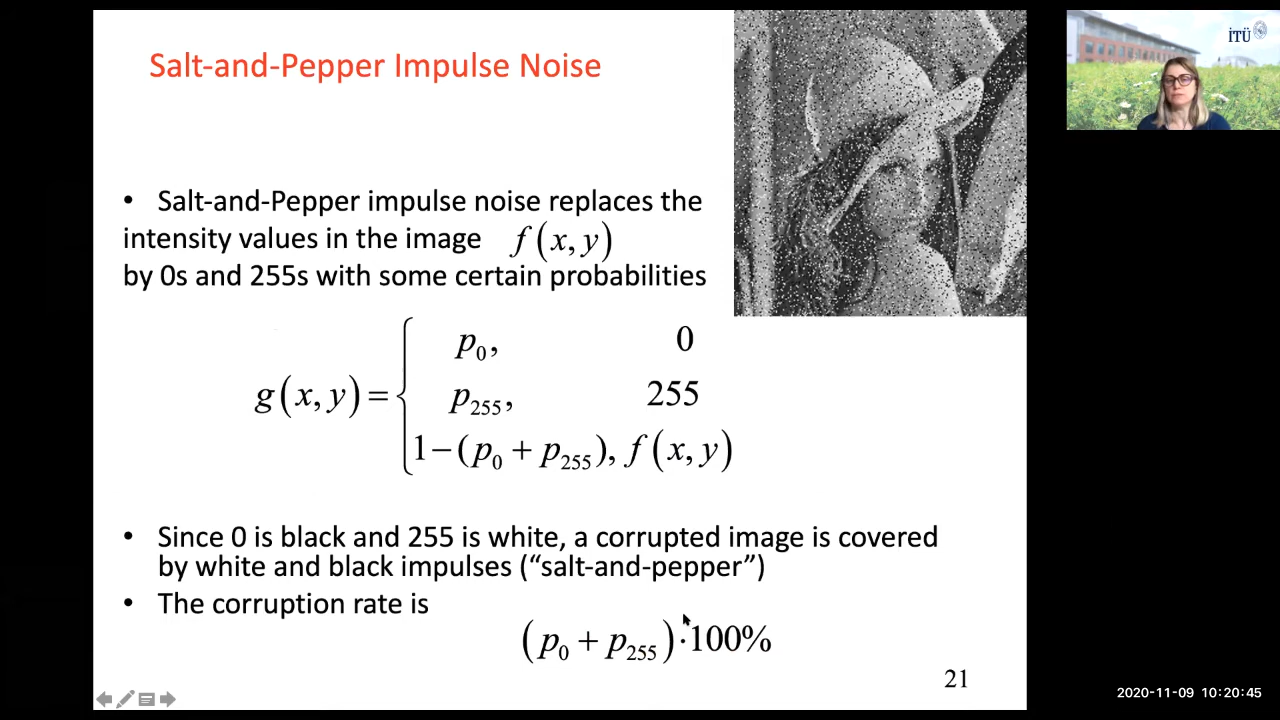 Salt-and-Pepper Impulse Noise
• Salt-and-Pepper impulse noise replaces the
intensity values in the image f(x, y)
by 0s and 255s with some certain probabilities
p₀, 0
g(x, y) = { p₂₅₅, 255
1−(p₀ + p₂₅₅), f(x, y)
• Since 0 is black and 255 is white, a corrupted image is covered
by white and black impulses (“salt-and-pepper”)
• The corruption rate is
(p₀ + p₂₅₅)·100%
21
İTÜ
2020-11-09 10:20:45